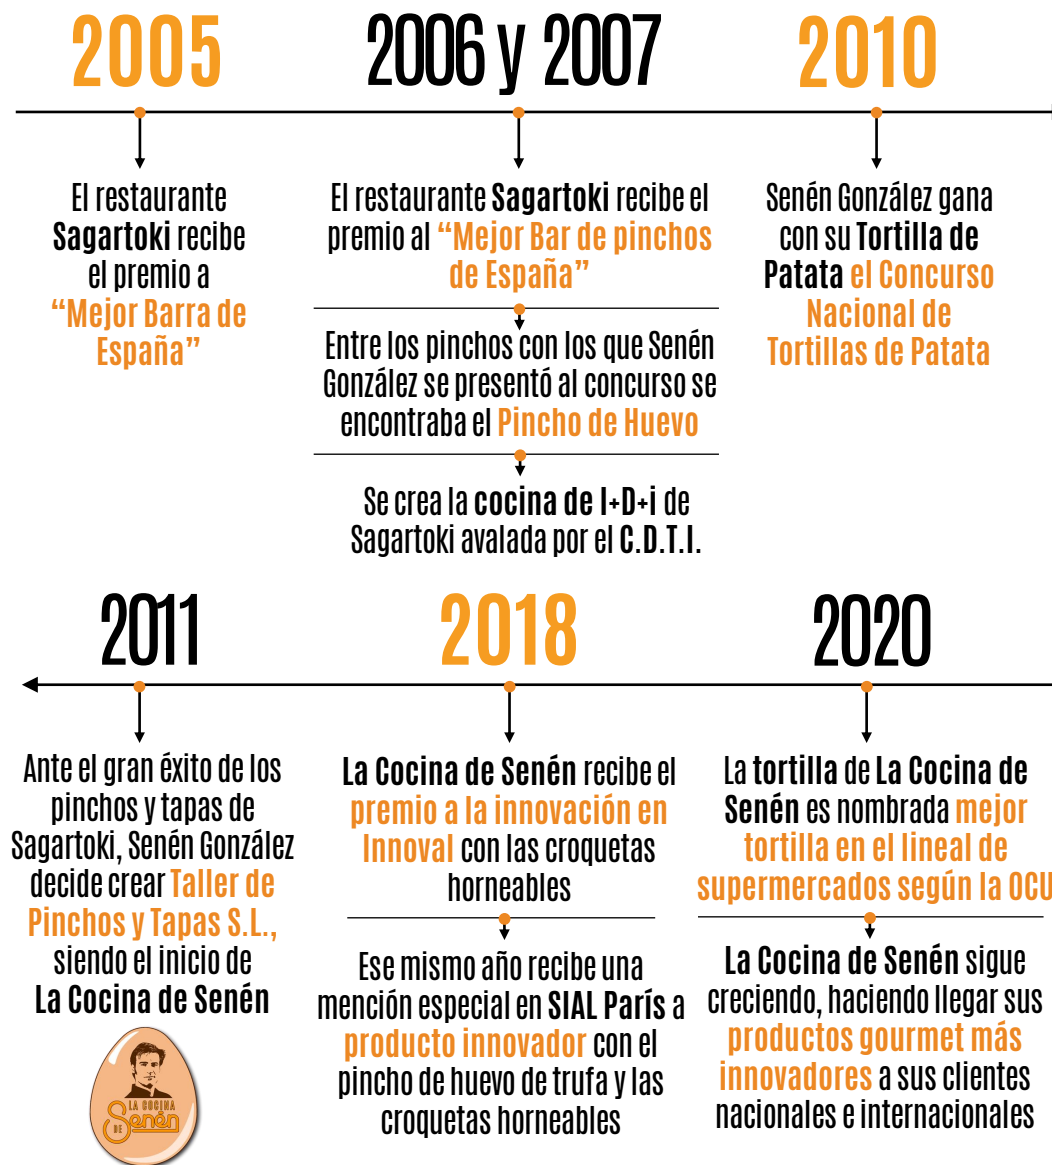 2005
El restaurante
Sagartoki recibe
el premio a
“Mejor Barra de
España”
2006 y 2007
El restaurante Sagartoki recibe el
premio al “Mejor Bar de pinchos
de España”
Entre los pinchos con los que Senén
González se presentó al concurso se
encontraba el Pincho de Huevo
Se crea la cocina de I+D+i de
Sagartoki avalada por el C.D.T.I.
2010
Senén González gana
con su Tortilla de
Patata el Concurso
Nacional de
Tortillas de Patata
2011
Ante el gran éxito de los
pinchos y tapas de
Sagartoki, Senén González
decide crear Taller de
Pinchos y Tapas S.L.,
siendo el inicio de
La Cocina de Senén
LA COCINA
DE Senén
2018
La Cocina de Senén recibe el
premio a la innovación en
Innoval con las croquetas
horneables
Ese mismo año recibe una
mención especial en SIAL París a
producto innovador con el
pincho de huevo de trufa y las
croquetas horneables
2020
La tortilla de La Cocina de
Senén es nombrada mejor
tortilla en el lineal de
supermercados según la OCU
La Cocina de Senén sigue
creciendo, haciendo llegar sus
productos gourmet más
innovadores a sus clientes
nacionales e internacionales